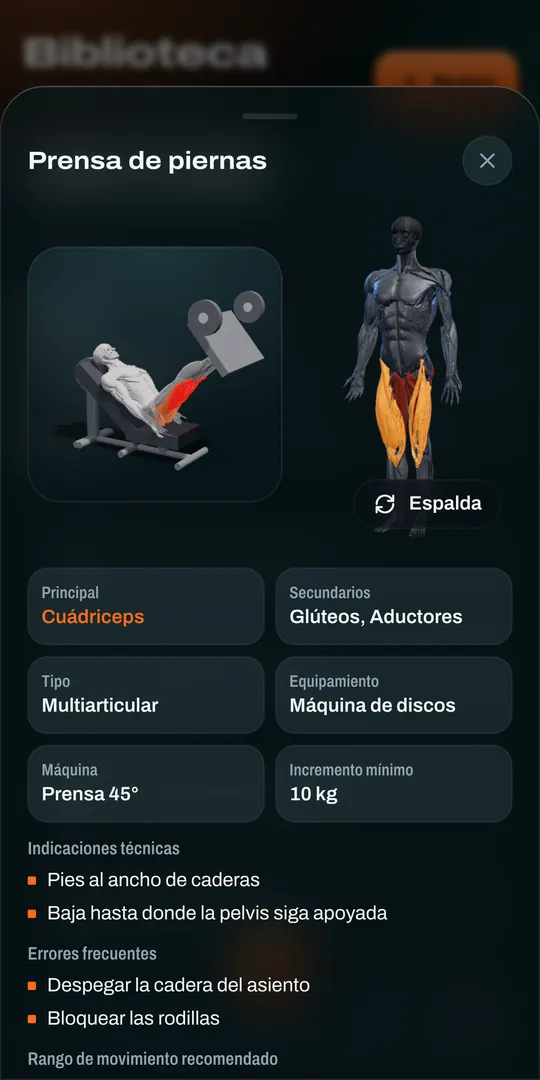 Biblioteca
Prensa de piernas
Espalda
Principal
Cuádriceps
Secundarios
Glúteos, Aductores
Tipo
Multiarticular
Equipamiento
Máquina de discos
Máquina
Prensa 45°
Incremento mínimo
10 kg
Indicaciones técnicas
Pies al ancho de caderas
Baja hasta donde la pelvis siga apoyada
Errores frecuentes
Despegar la cadera del asiento
Bloquear las rodillas
Rango de movimiento recomendado